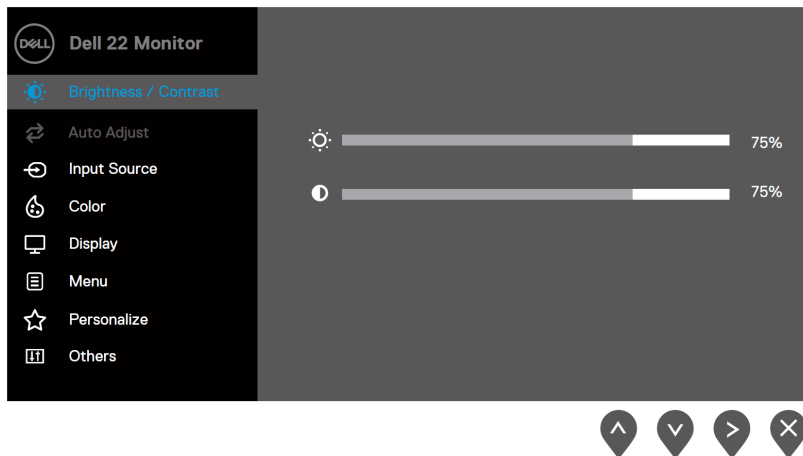 DELL
Dell 22 Monitor
Brightness / Contrast
Auto Adjust
Input Source
Color
Display
Menu
Personalize
Others
75%
75%